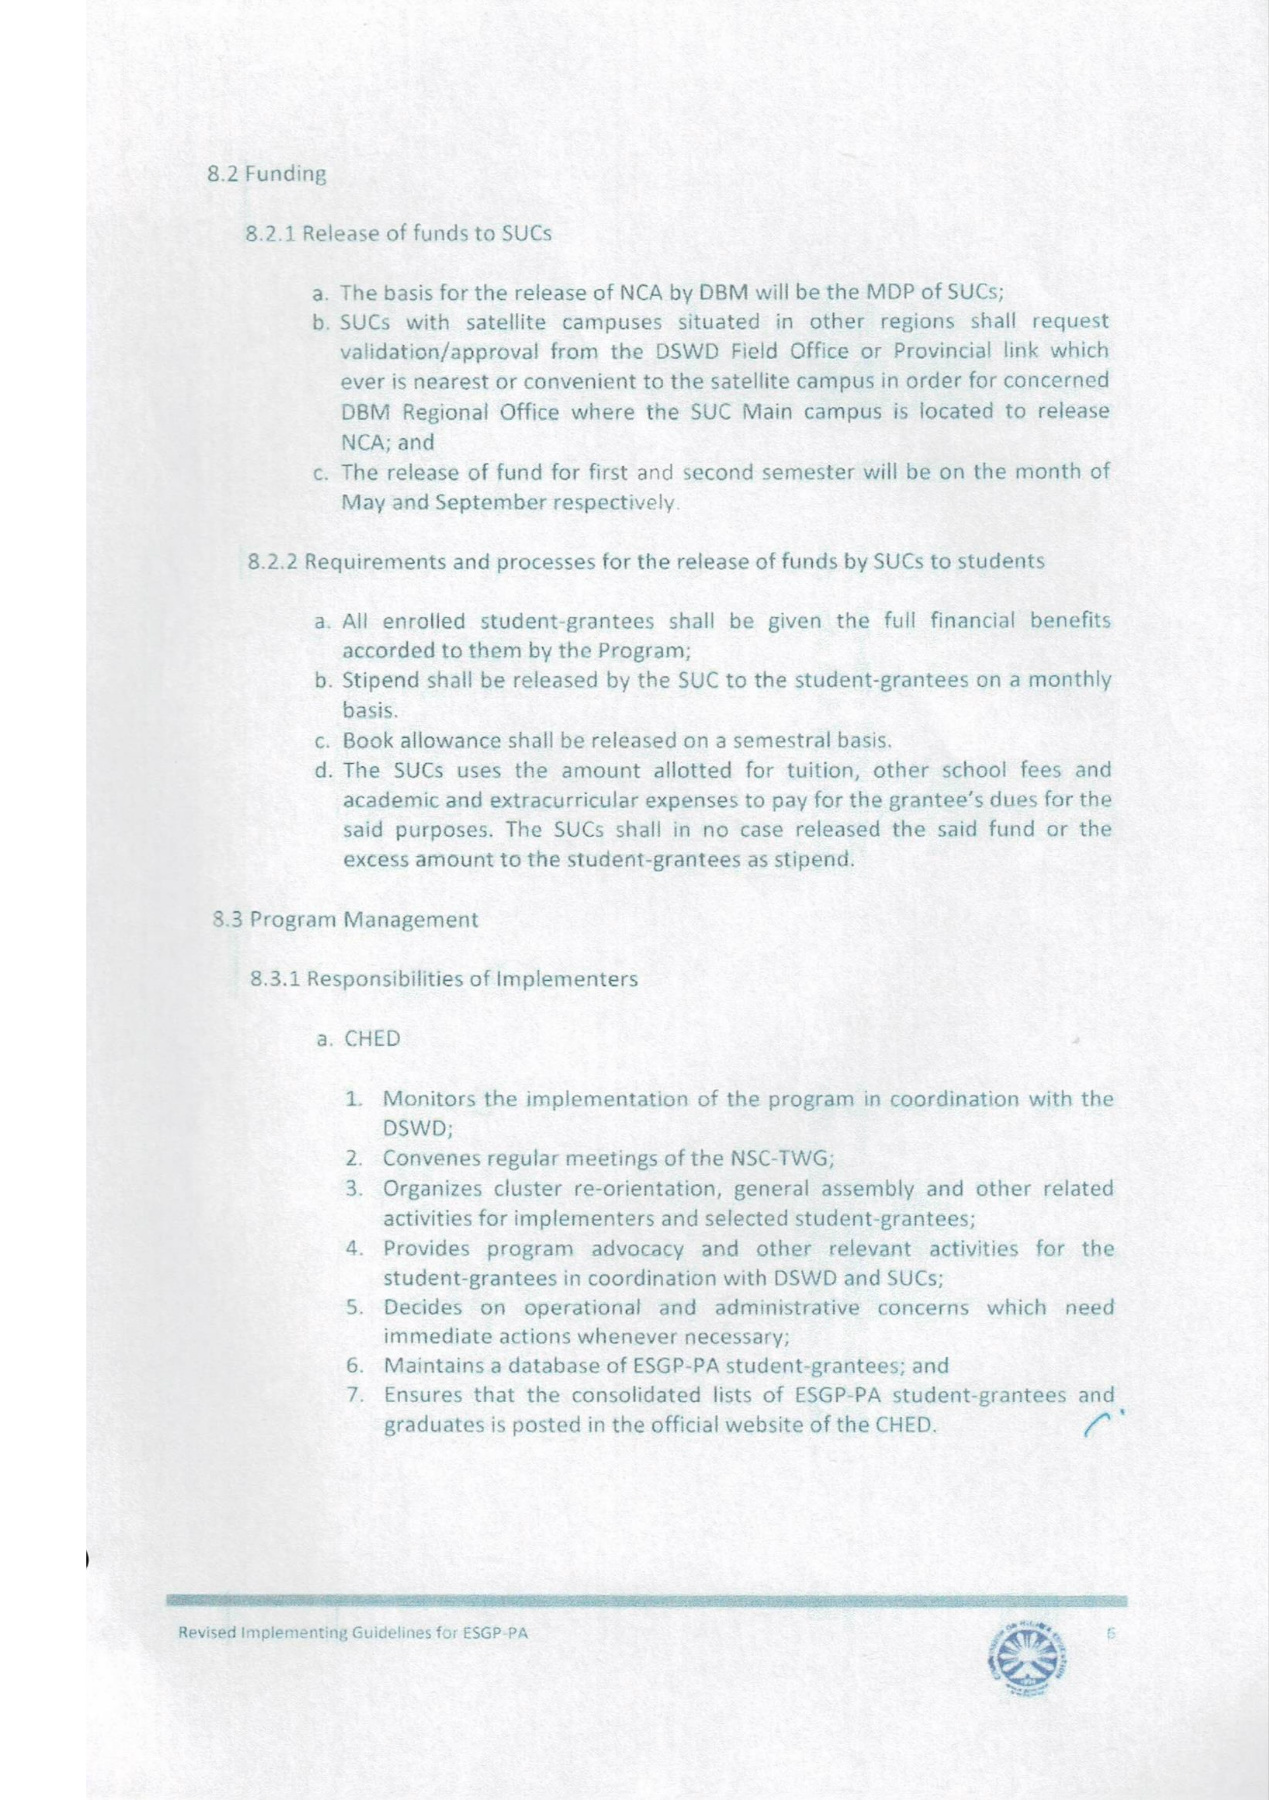 8.2 Funding
8.2.1 Release of funds to SUCs
a. The basis for the release of NCA by DBM will be the MDP of SUCs;
b. SUCs with satellite campuses situated in other regions shall request
validation/approval from the DSWD Field Office or Provincial link which
ever is nearest or convenient to the satellite campus in order for concerned
DBM Regional Office where the SUC Main campus is located to release
NCA; and
c. The release of fund for first and second semester will be on the month of
May and September respectively.
8.2.2 Requirements and processes for the release of funds by SUCs to students
a. All enrolled student-grantees shall be given the full financial benefits
accorded to them by the Program;
b. Stipend shall be released by the SUC to the student-grantees on a monthly
basis.
c. Book allowance shall be released on a semestral basis.
d. The SUCs uses the amount allotted for tuition, other school fees and
academic and extracurricular expenses to pay for the grantee's dues for the
said purposes. The SUCs shall in no case released the said fund or the
excess amount to the student-grantees as stipend.
8.3 Program Management
8.3.1 Responsibilities of Implementers
a. CHED
1. Monitors the implementation of the program in coordination with the
DSWD;
2. Convenes regular meetings of the NSC-TWG;
3. Organizes cluster re-orientation, general assembly and other related
activities for implementers and selected student-grantees;
4. Provides program advocacy and other relevant activities for the
student-grantees in coordination with DSWD and SUCs;
5. Decides on operational and administrative concerns which need
immediate actions whenever necessary;
6. Maintains a database of ESGP-PA student-grantees; and
7. Ensures that the consolidated lists of ESGP-PA student-grantees and
graduates is posted in the official website of the CHED.
Revised Implementing Guidelines for ESGP-PA
6